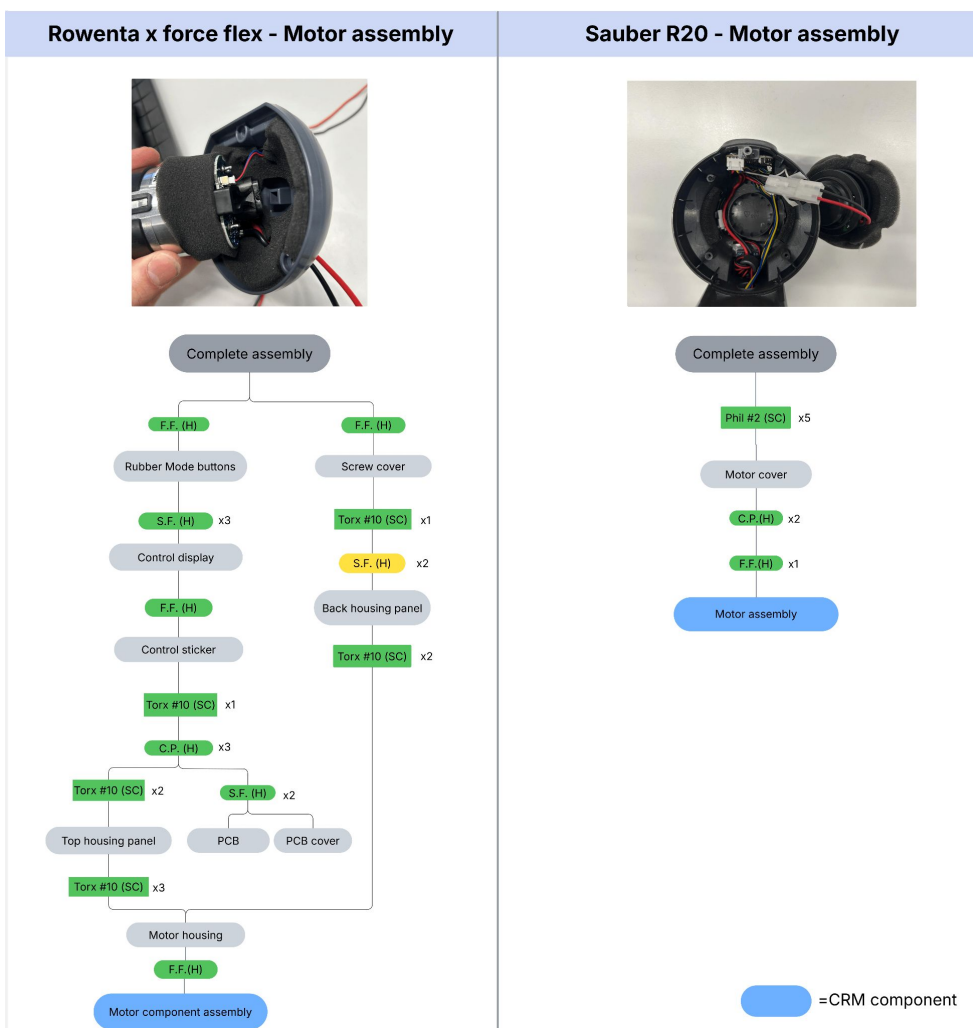 Rowenta x force flex - Motor assembly
Complete assembly
F.F. (H)
Rubber Mode buttons
S.F. (H) x3
Control display
F.F. (H)
Control sticker
Torx #10 (SC) x1
C.P. (H) x3
Torx #10 (SC) x2
Top housing panel
Torx #10 (SC) x3
S.F. (H) x2
PCB
PCB cover
F.F. (H)
Screw cover
Torx #10 (SC) x1
S.F. (H) x2
Back housing panel
Torx #10 (SC) x2
Motor housing
F.F.(H)
Motor component assembly
Sauber R20 - Motor assembly
Complete assembly
Phil #2 (SC) x5
Motor cover
C.P.(H) x2
F.F.(H) x1
Motor assembly
=CRM component